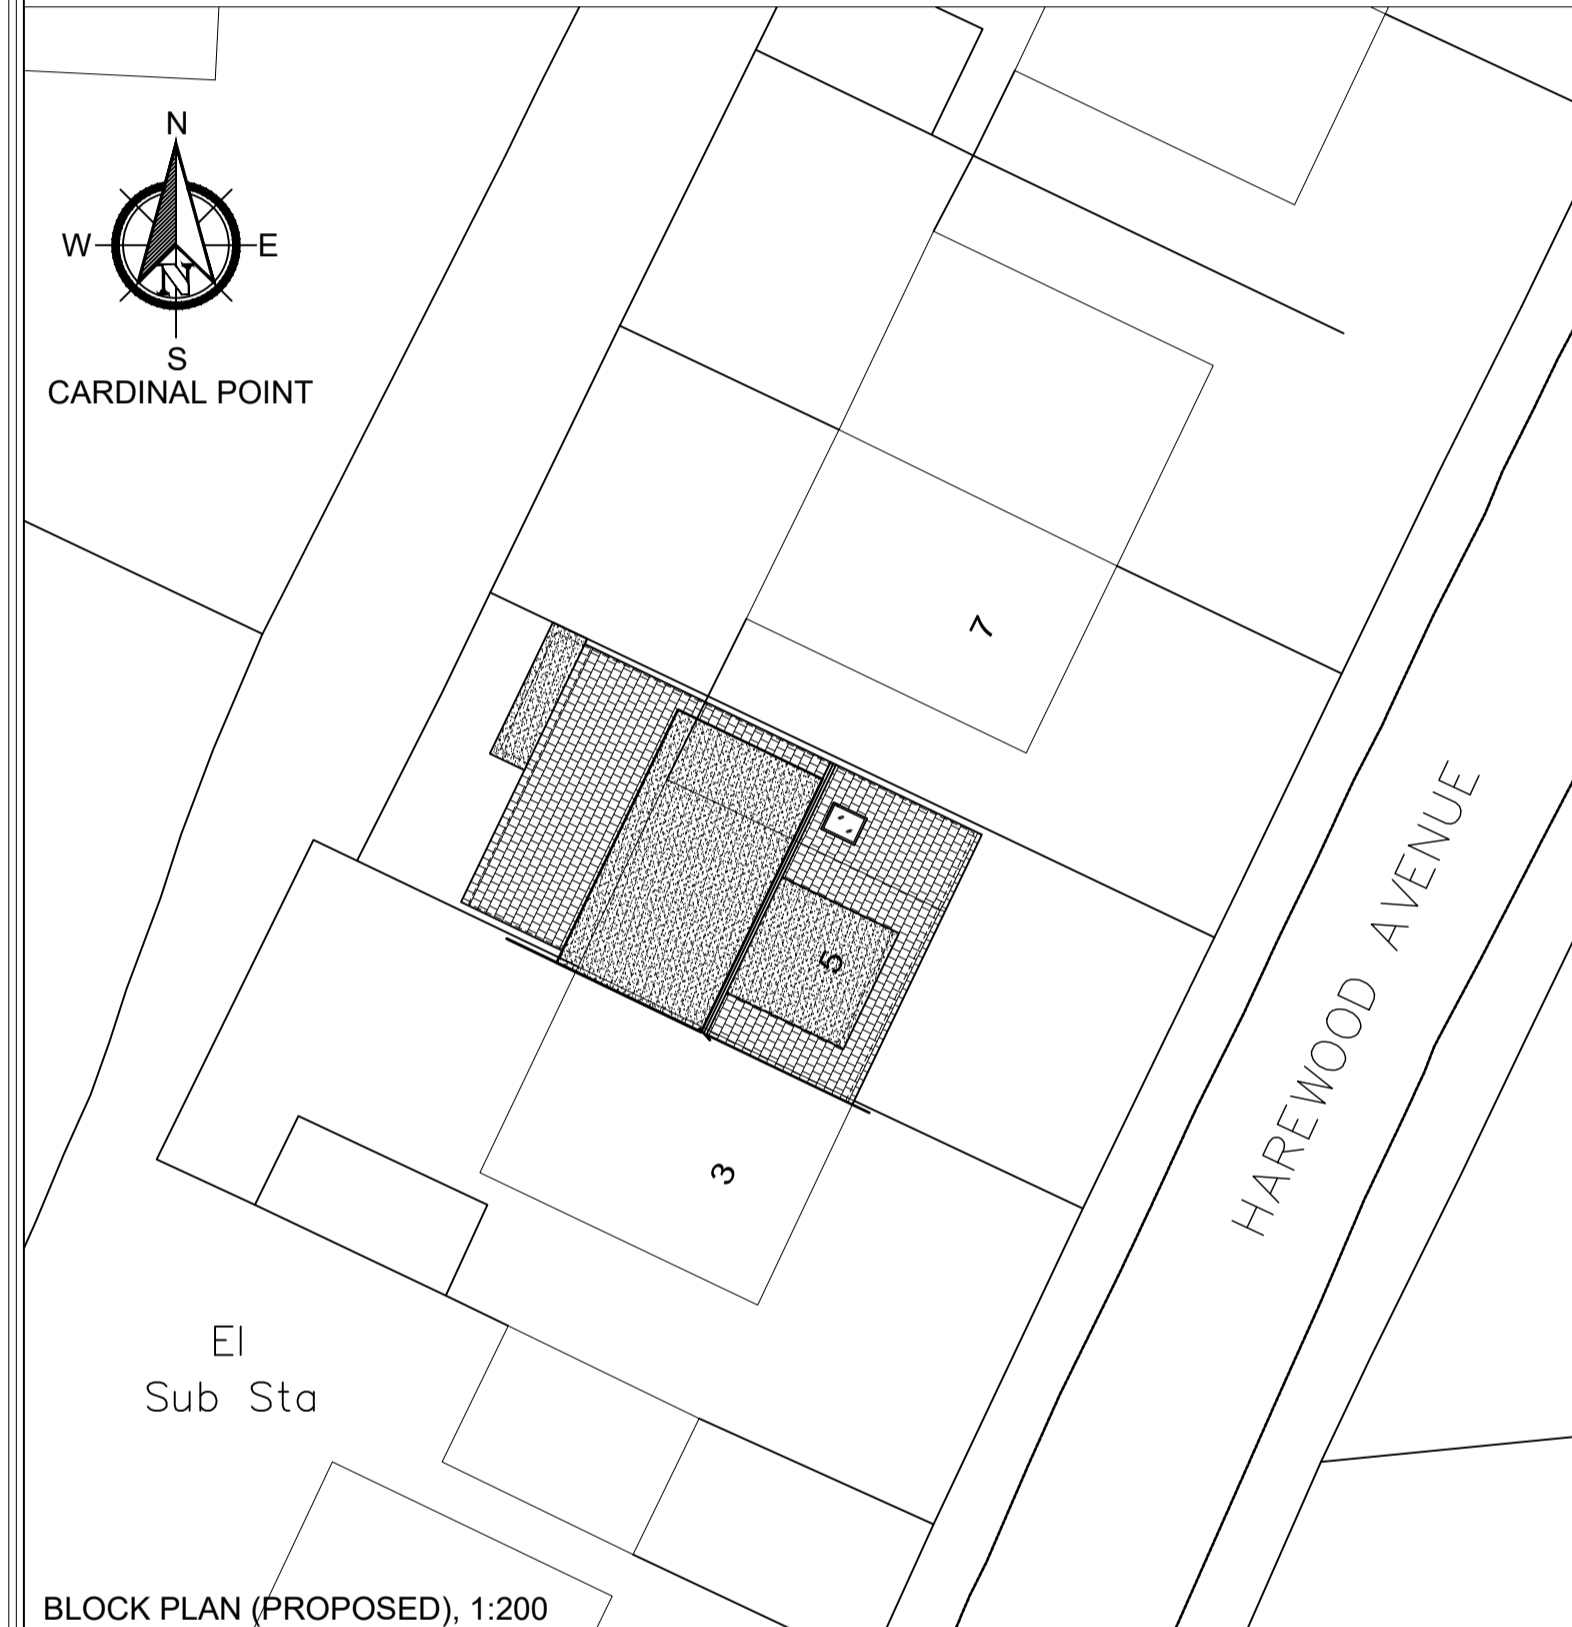 N
W E
N
S
CARDINAL POINT
7
5
HAREWOOD AVENUE
3
El
Sub Sta
BLOCK PLAN (PROPOSED), 1:200